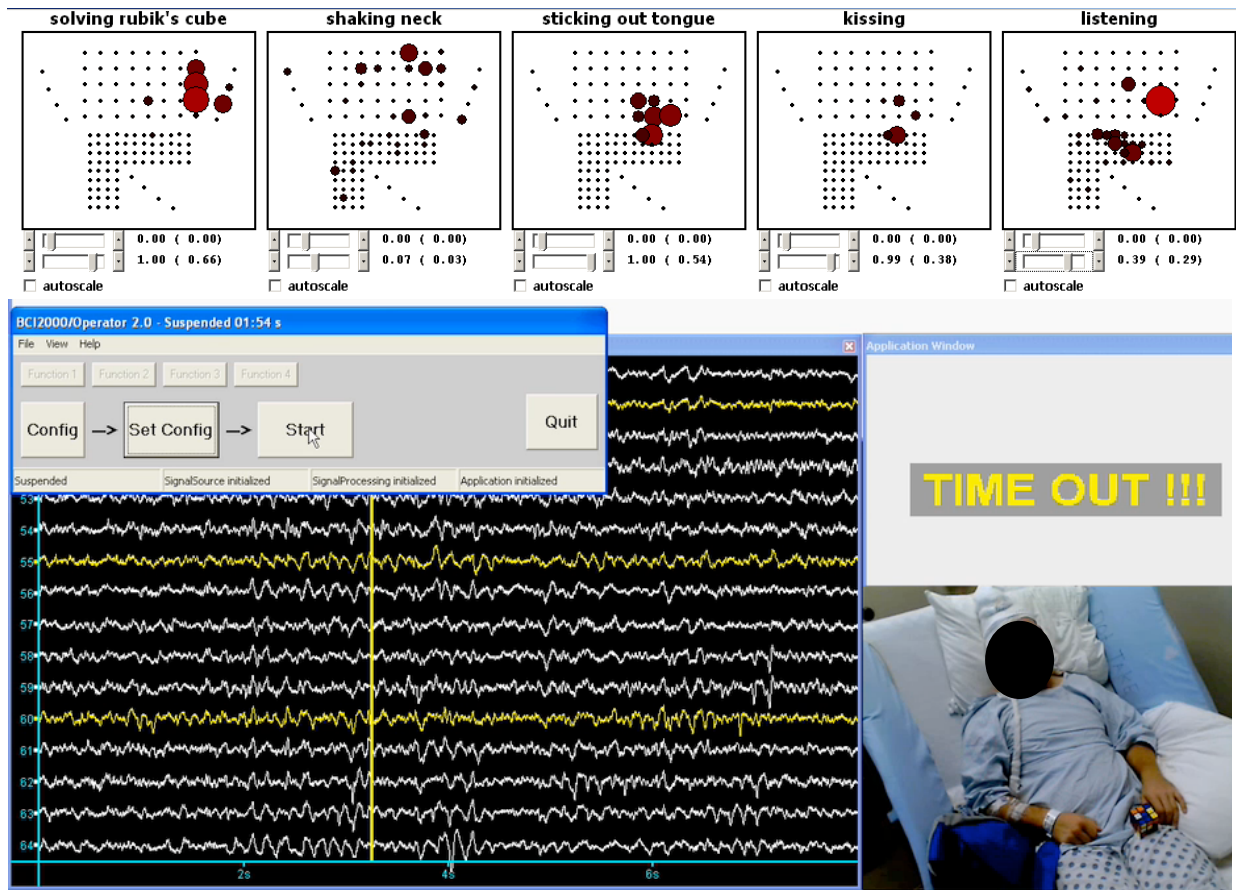 solving rubik's cube shaking neck sticking out tongue kissing listening
0.00 ( 0.00) 0.00 ( 0.00) 0.00 ( 0.00) 0.00 ( 0.00) 0.00 ( 0.00)
1.00 ( 0.66) 0.07 ( 0.03) 1.00 ( 0.54) 0.99 ( 0.38) 0.39 ( 0.29)
autoscale autoscale autoscale autoscale autoscale
BCI2000/Operator 2.0 - Suspended 01:54 s
File View Help
Function 1 Function 2 Function 3 Function 4
Config --> Set Config --> Start Quit
Suspended SignalSource initialized SignalProcessing initialized Application initialized
Application Window
TIME OUT !!!
53
54
55
56
57
58
59
60
61
62
63
64
2s 4s 6s